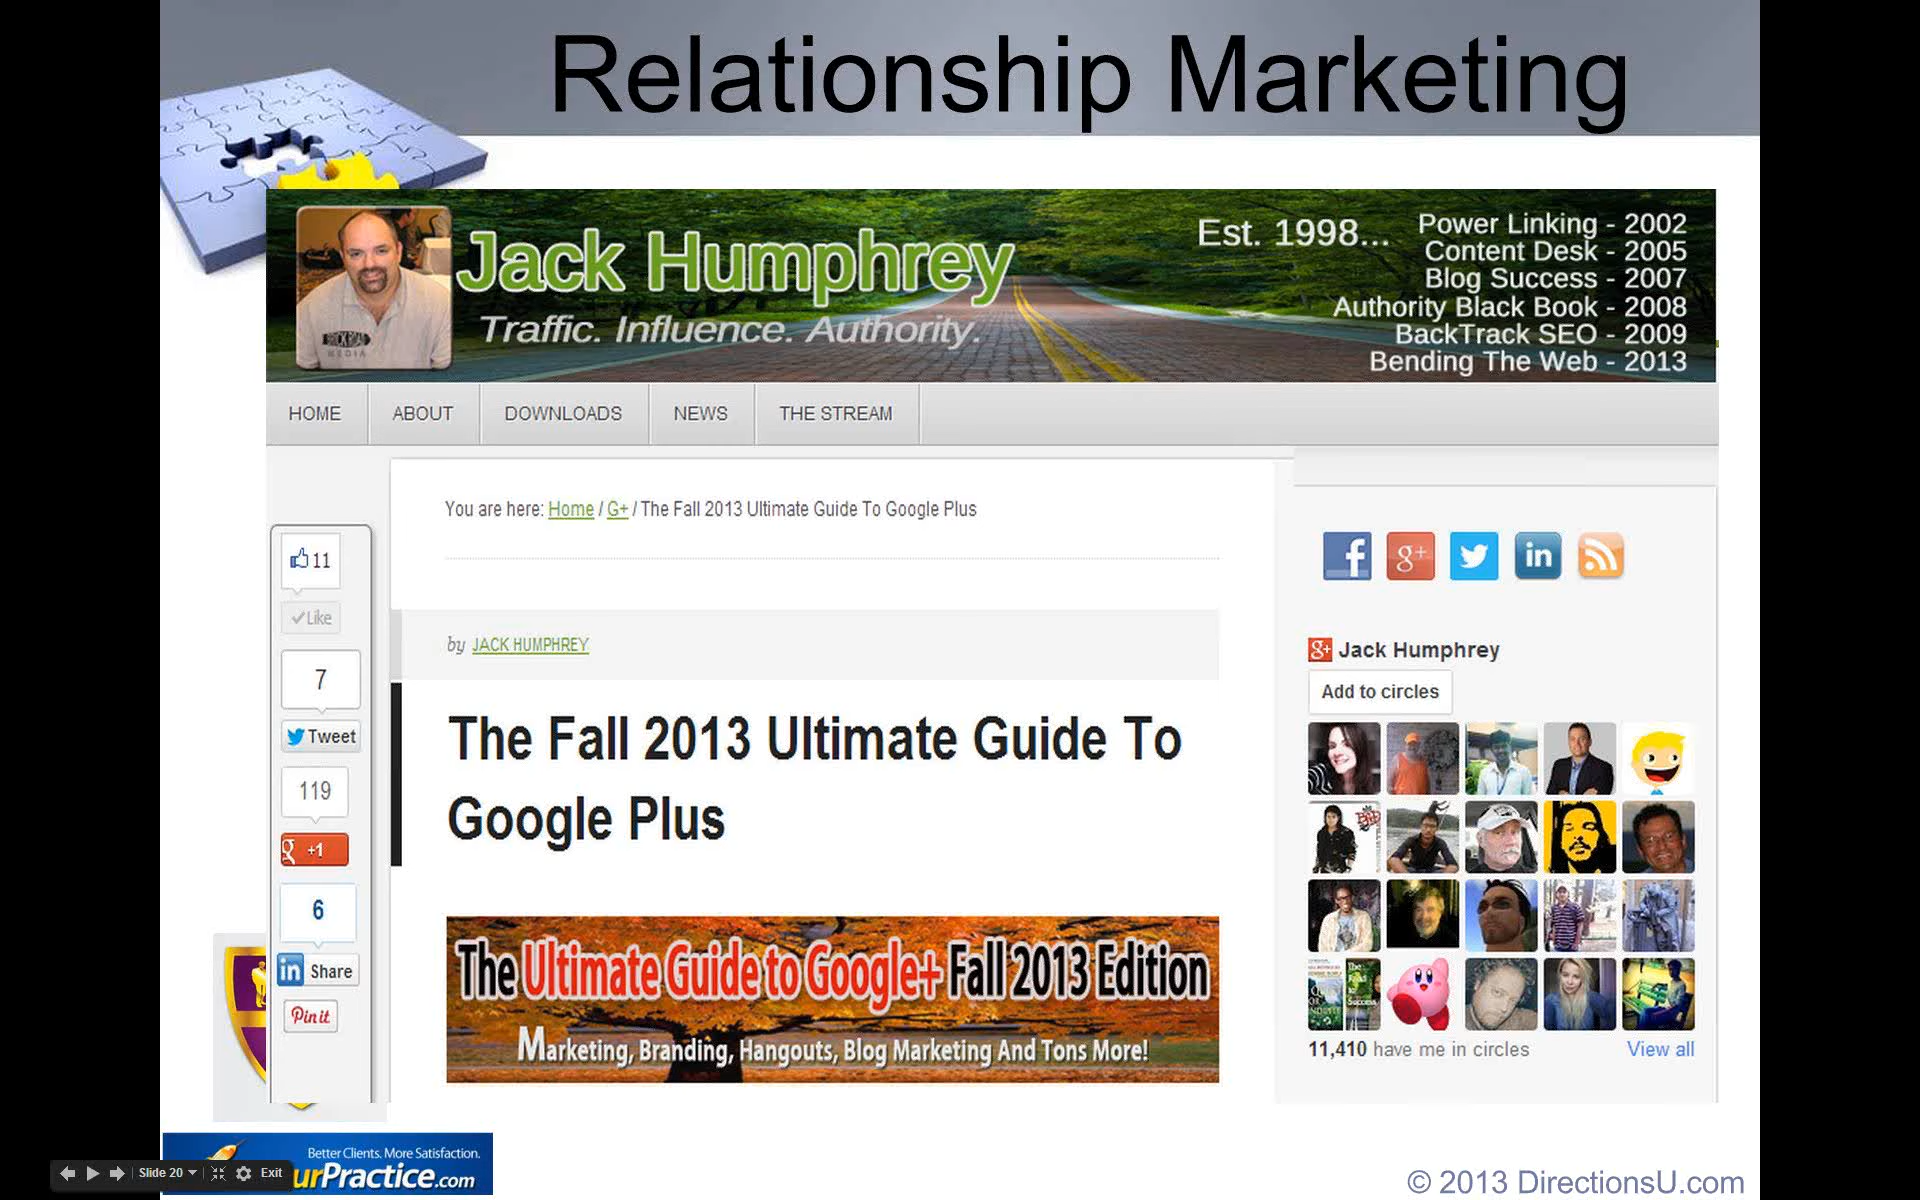 Relationship Marketing
Jack Humphrey
Traffic. Influence. Authority.
Est. 1998...
Power Linking - 2002
Content Desk - 2005
Blog Success - 2007
Authority Black Book - 2008
BackTrack SEO - 2009
Bending The Web - 2013
HOME ABOUT DOWNLOADS NEWS THE STREAM
You are here: Home / G+ / The Fall 2013 Ultimate Guide To Google Plus
11
Like
7
Tweet
119
+1
6
in Share
Pin it
by JACK HUMPHREY
The Fall 2013 Ultimate Guide To
Google Plus
The Ultimate Guide to Google+ Fall 2013 Edition
Marketing, Branding, Hangouts, Blog Marketing And Tons More!
f g+ in
g+ Jack Humphrey
Add to circles
11,410 have me in circles
View all
Better Clients. More Satisfaction.
urPractice.com
Slide 20 Exit
© 2013 DirectionsU.com